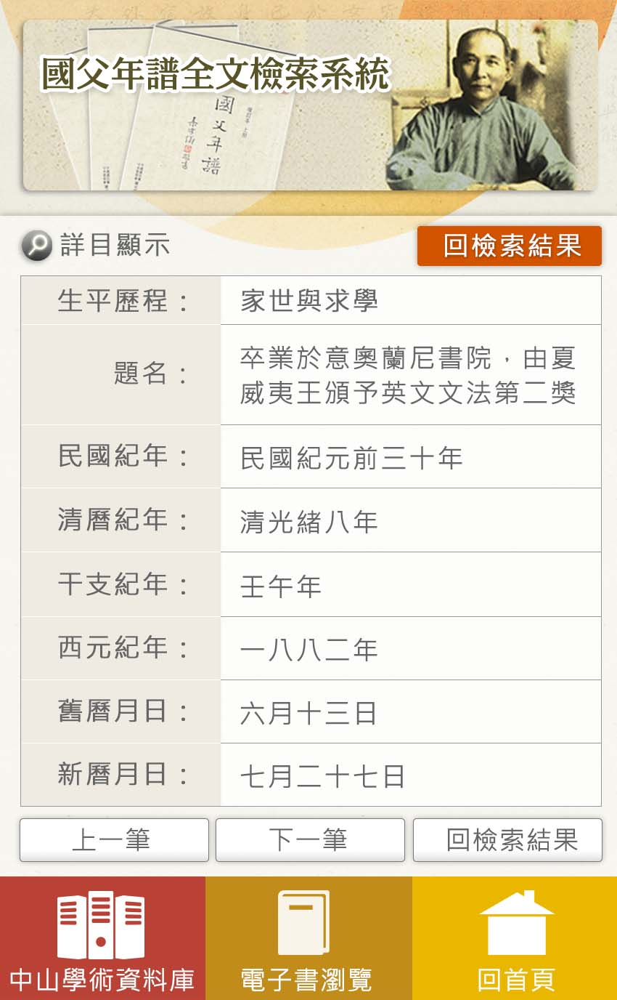 國父年譜全文檢索系統
國父年譜
增訂本 上冊
詳目顯示
回檢索結果
生平歷程：
家世與求學
題名：
卒業於意奧蘭尼書院，由夏
威夷王頒予英文文法第二獎
民國紀年：
民國紀元前三十年
清曆紀年：
清光緒八年
干支紀年：
壬午年
西元紀年：
一八八二年
舊曆月日：
六月十三日
新曆月日：
七月二十七日
上一筆
下一筆
回檢索結果
中山學術資料庫
電子書瀏覽
回首頁